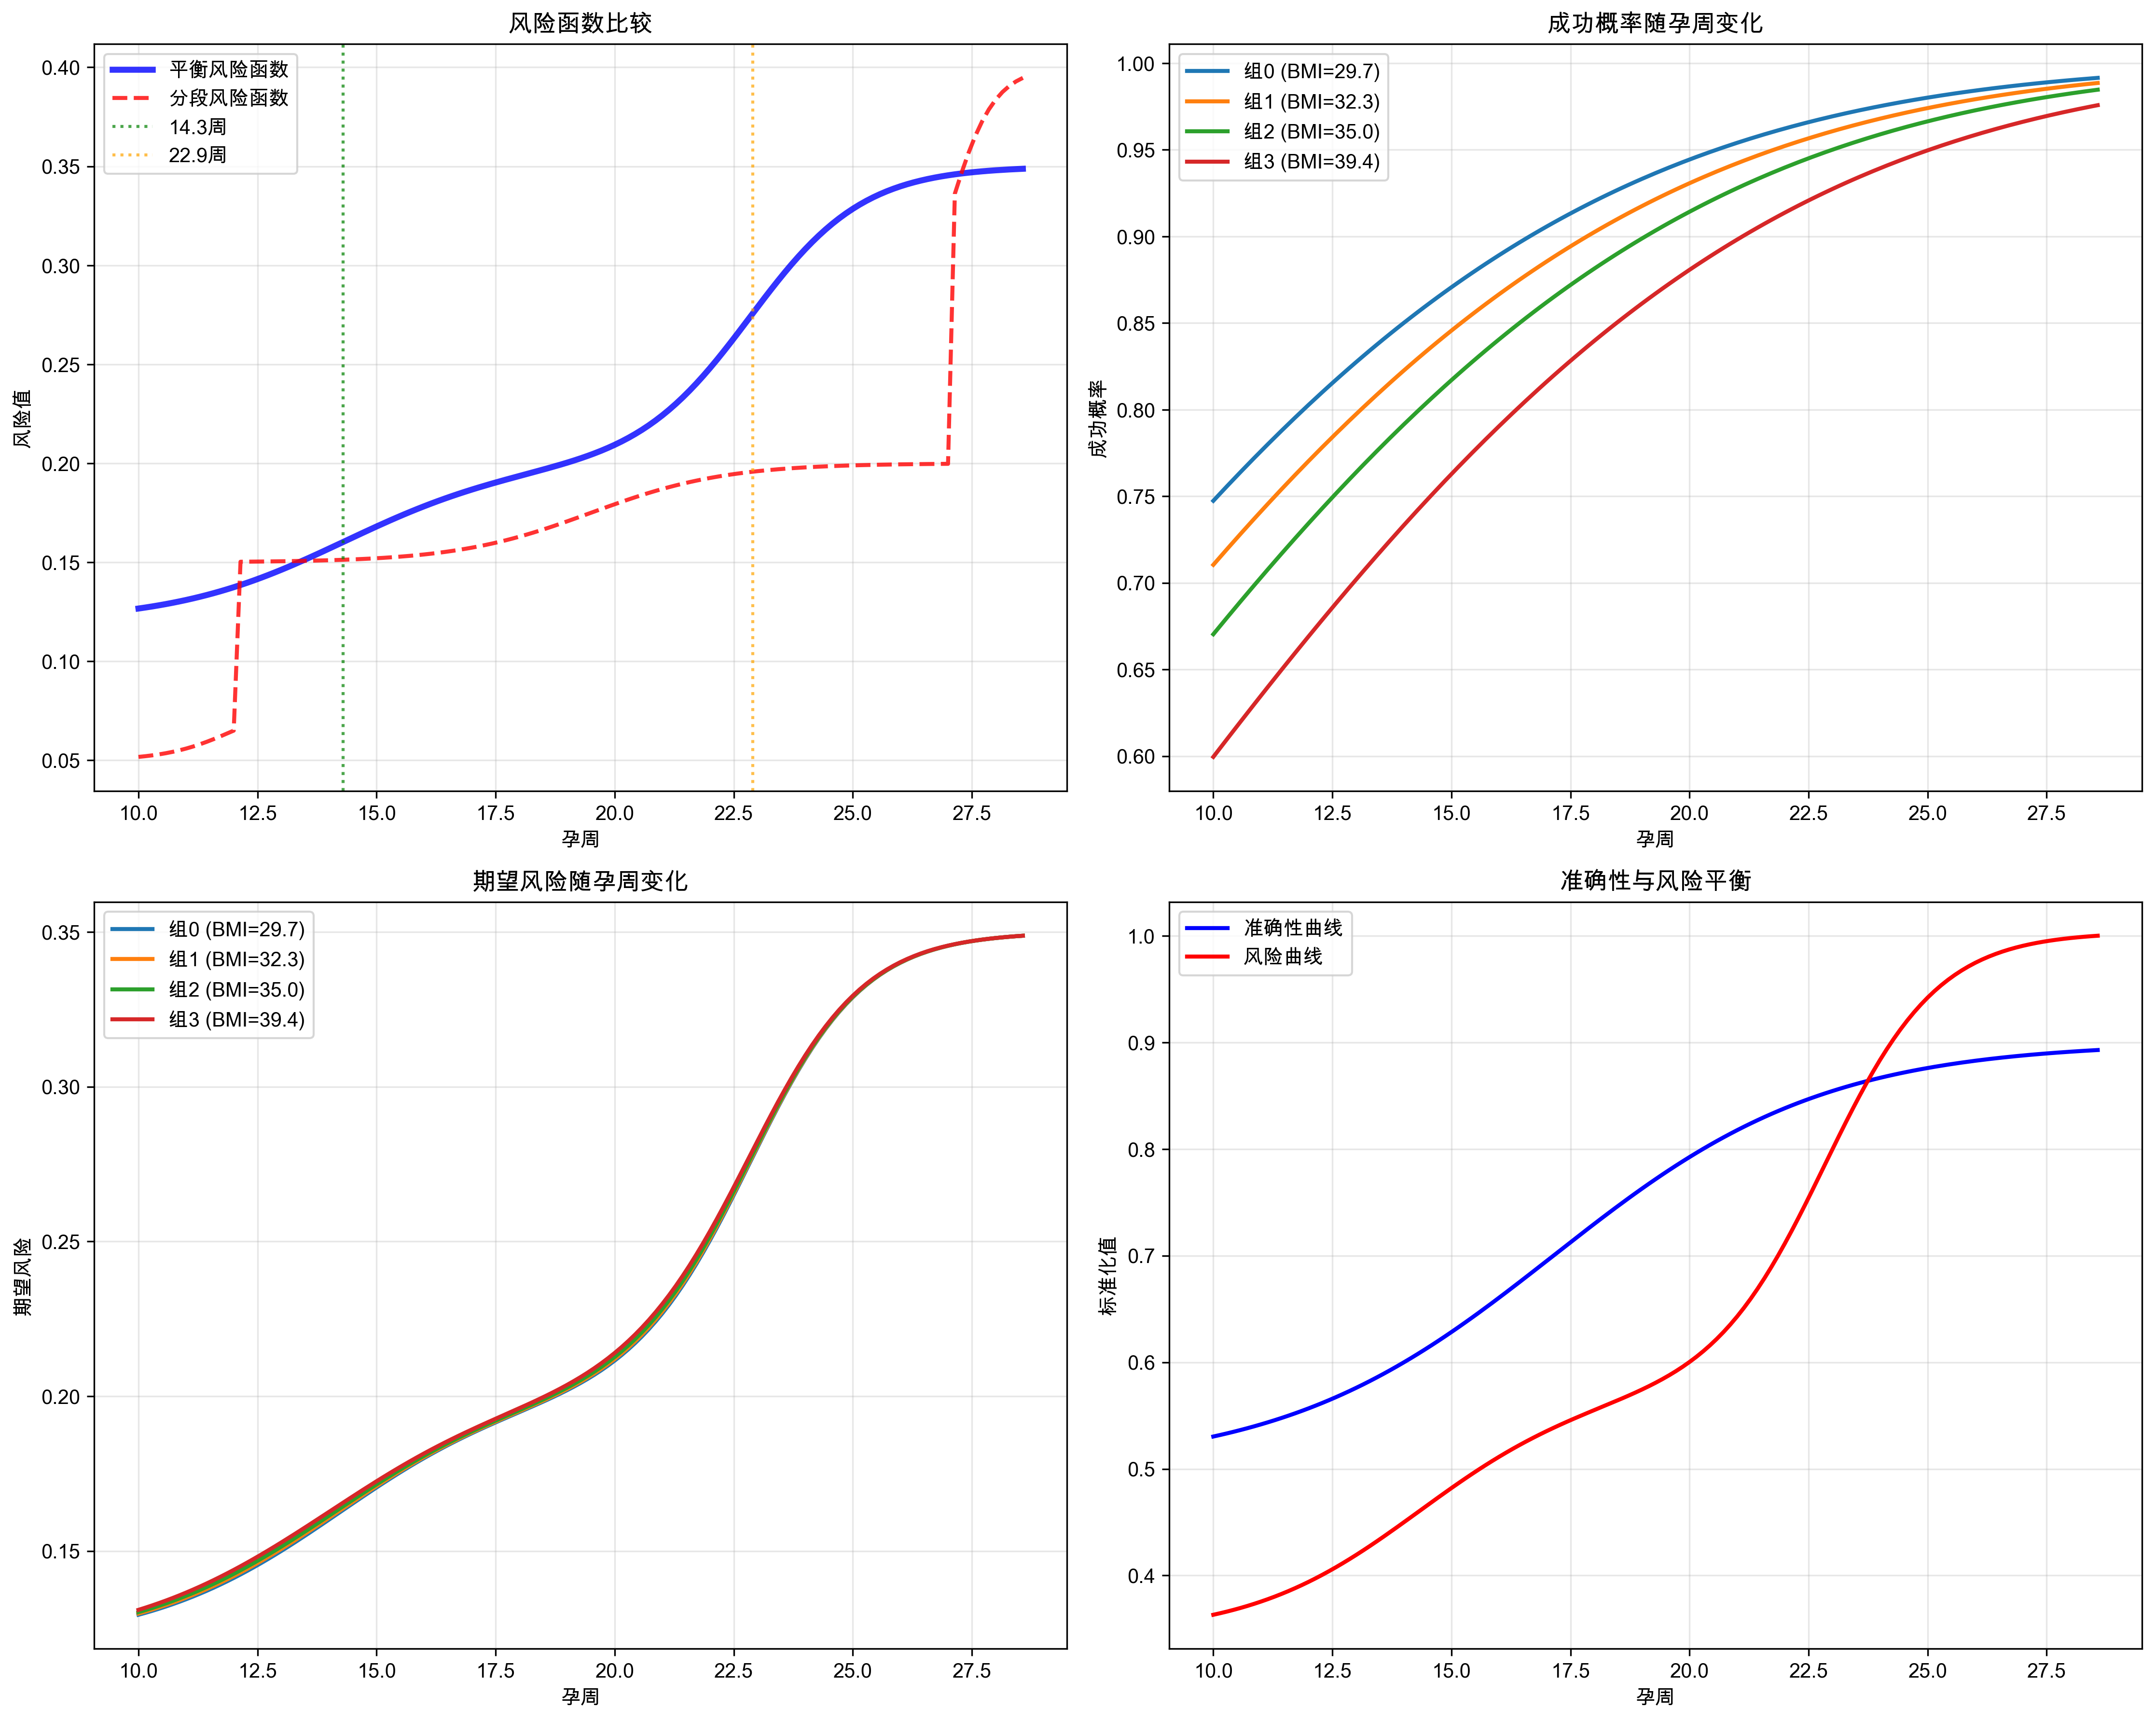 风险函数比较
平衡风险函数
分段风险函数
14.3周
22.9周
0.40
0.35
0.30
0.25
0.20
0.15
0.10
0.05
风险值
10.0 12.5 15.0 17.5 20.0 22.5 25.0 27.5
孕周
成功概率随孕周变化
组0 (BMI=29.7)
组1 (BMI=32.3)
组2 (BMI=35.0)
组3 (BMI=39.4)
1.00
0.95
0.90
0.85
0.80
0.75
0.70
0.65
0.60
成功概率
10.0 12.5 15.0 17.5 20.0 22.5 25.0 27.5
孕周
期望风险随孕周变化
组0 (BMI=29.7)
组1 (BMI=32.3)
组2 (BMI=35.0)
组3 (BMI=39.4)
0.35
0.30
0.25
0.20
0.15
期望风险
10.0 12.5 15.0 17.5 20.0 22.5 25.0 27.5
孕周
准确性与风险平衡
准确性曲线
风险曲线
1.0
0.9
0.8
0.7
0.6
0.5
0.4
标准化值
10.0 12.5 15.0 17.5 20.0 22.5 25.0 27.5
孕周